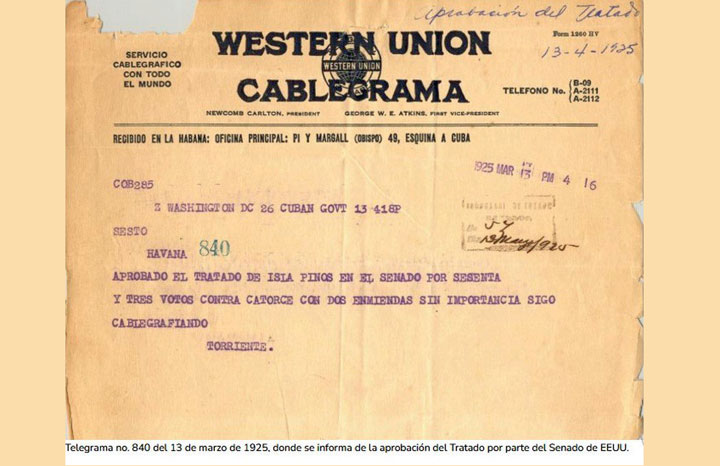 Aprobación del Tratado
Form 1260 HV
13-4-1925
SERVICIO
CABLEGRAFICO
CON TODO
EL MUNDO
WESTERN UNION
WESTERN UNION
CABLEGRAMA
TELEFONO No. {B-09
A-2111
A-2112
NEWCOMB CARLTON, PRESIDENT GEORGE W. E. ATKINS, FIRST VICE-PRESIDENT
RECIBIDO EN LA HABANA: OFICINA PRINCIPAL: PI Y MARGALL (OBISPO) 49, ESQUINA A CUBA
1925 MAR 13 PM 4 16
COB285
Z WASHINGTON DC 26 CUBAN GOVT 13 418P
SESTO
57
HAVANA 840
APROBADO EL TRATADO DE ISLA PINOS EN EL SENADO POR SESENTA
Y TRES VOTOS CONTRA CATORCE CON DOS ENMIENDAS SIN IMPORTANCIA SIGO
CABLEGRAFIANDO
TORRIENTE.
Telegrama no. 840 del 13 de marzo de 1925, donde se informa de la aprobación del Tratado por parte del Senado de EEUU.